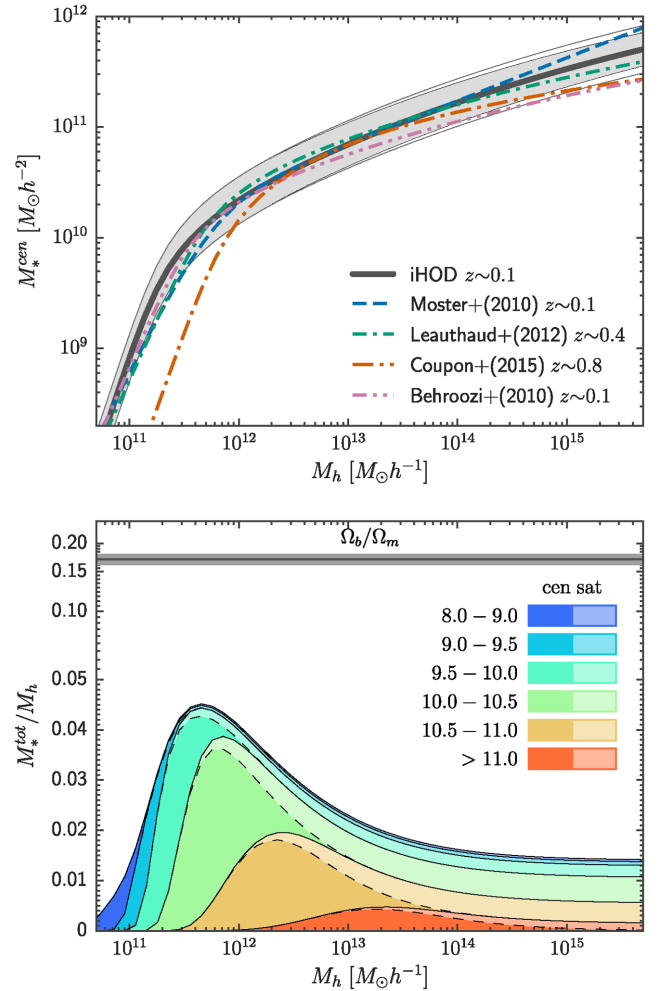 10^12
10^11
10^10
10^9
M_*^{cen} [M_⊙h^{-2}]
iHOD z∼0.1
Moster+(2010) z∼0.1
Leauthaud+(2012) z∼0.4
Coupon+(2015) z∼0.8
Behroozi+(2010) z∼0.1
10^11 10^12 10^13 10^14 10^15
M_h [M_⊙h^{-1}]
Ω_b/Ω_m
0.20
0.15
0.10
0.05
0.04
0.03
0.02
0.01
0
M_*^{tot}/M_h
cen sat
8.0 − 9.0
9.0 − 9.5
9.5 − 10.0
10.0 − 10.5
10.5 − 11.0
> 11.0
10^11 10^12 10^13 10^14 10^15
M_h [M_⊙h^{-1}]